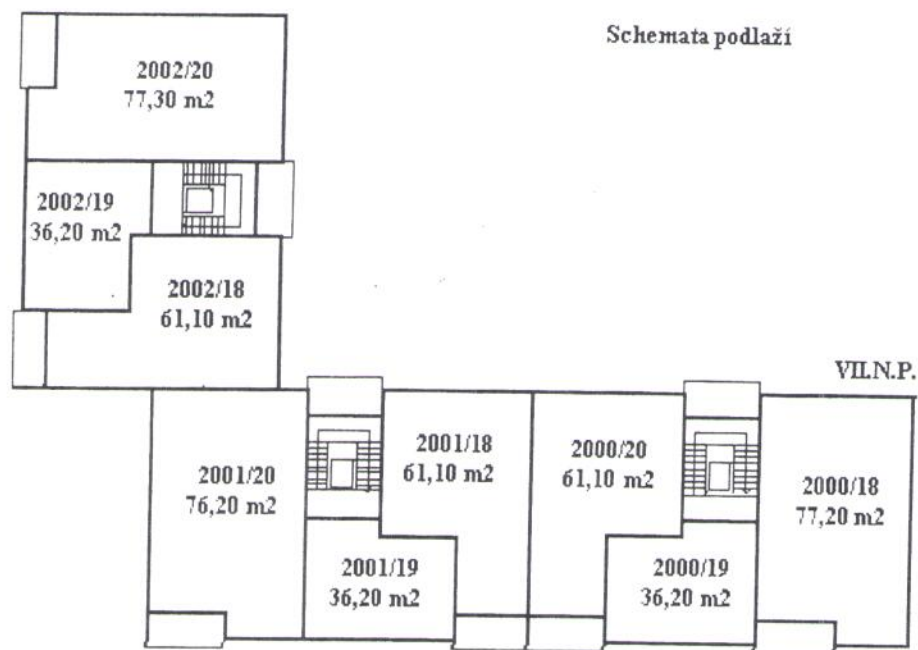 Schemata podlaží
2002/20
77,30 m2
2002/19
36,20 m2
2002/18
61,10 m2
VII.N.P.
2001/20
76,20 m2
2001/18
61,10 m2
2000/20
61,10 m2
2000/18
77,20 m2
2001/19
36,20 m2
2000/19
36,20 m2